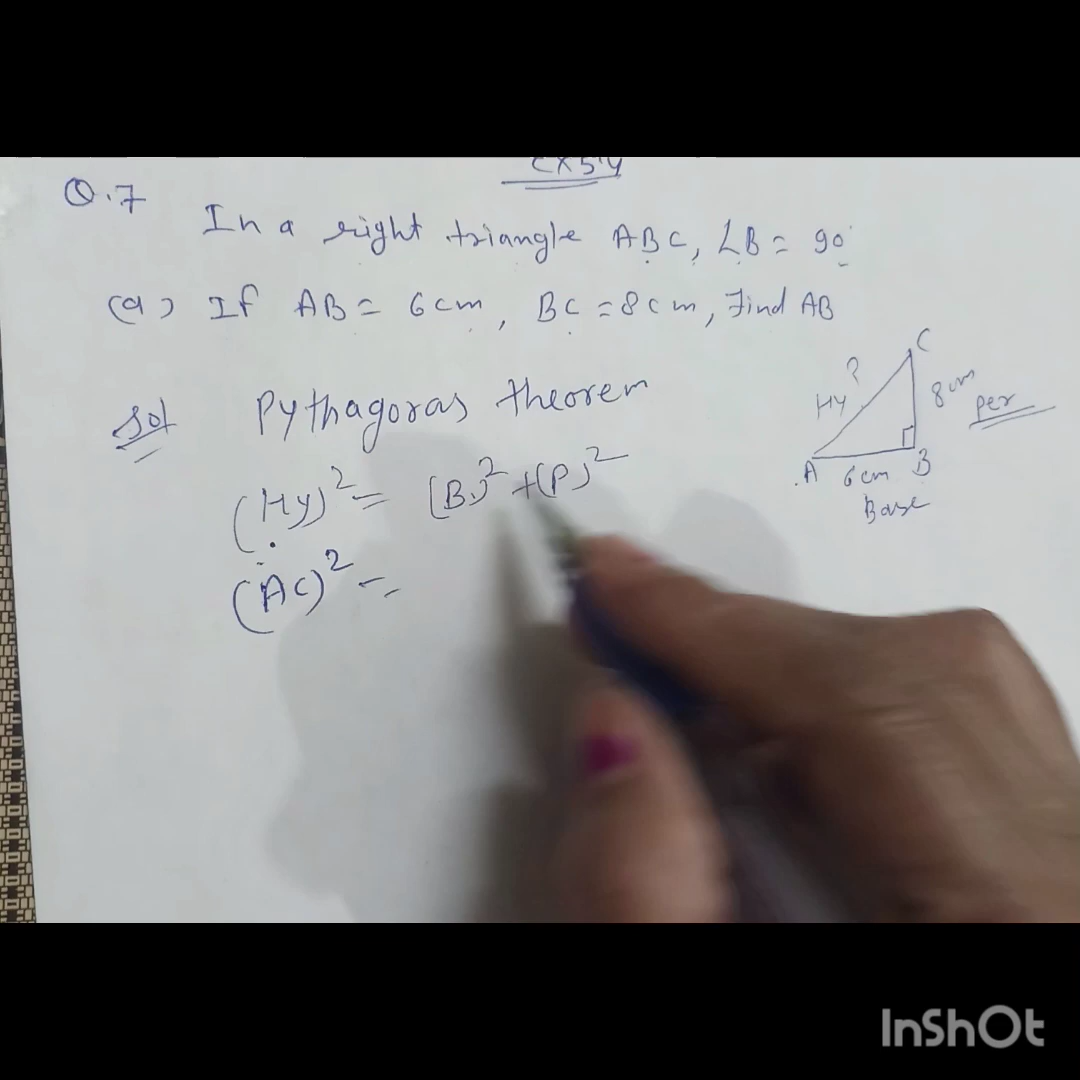 Ex 5.4
Q.7
In a right triangle ABC, ∠B = 90°
(a) If AB = 6cm, BC = 8cm, Find AB
Sol Pythagoras theorem
(Hy)² = (B)² + (P)²
(AC)² =
C
?
Hy
8cm
per
A 6cm B
Base
InShOt